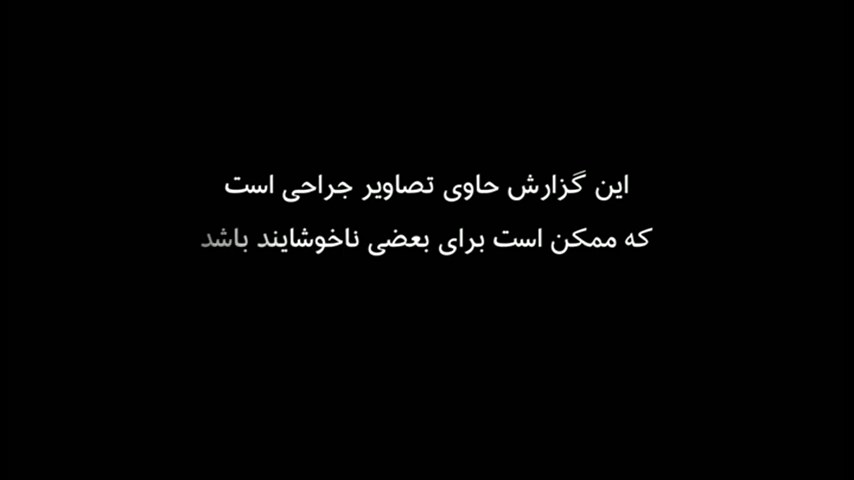 این گزارش حاوی تصاویر جراحی است
که ممکن است برای بعضی ناخوشایند باشد